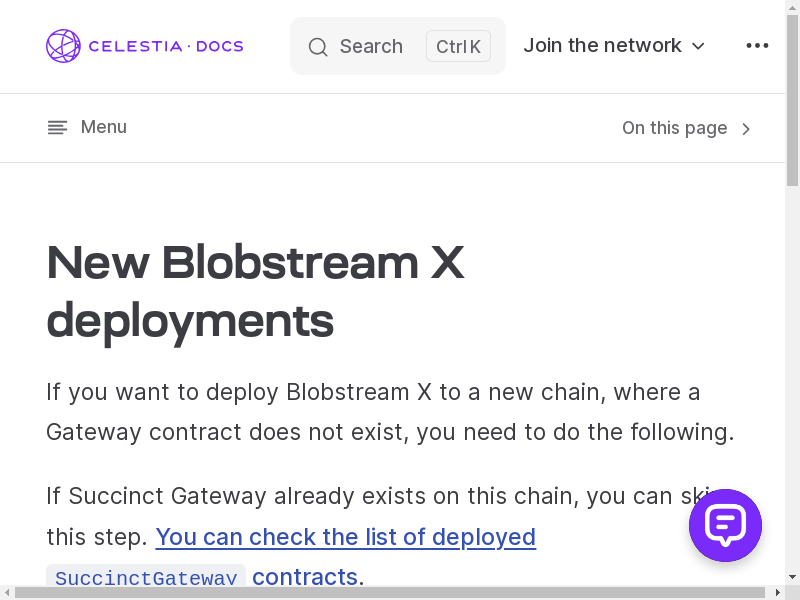 CELESTIA · DOCS
Search
Ctrl K
Join the network
Menu
On this page
New Blobstream X
deployments
If you want to deploy Blobstream X to a new chain, where a
Gateway contract does not exist, you need to do the following.
If Succinct Gateway already exists on this chain, you can
this step. You can check the list of deployed
SuccinctGateway contracts.